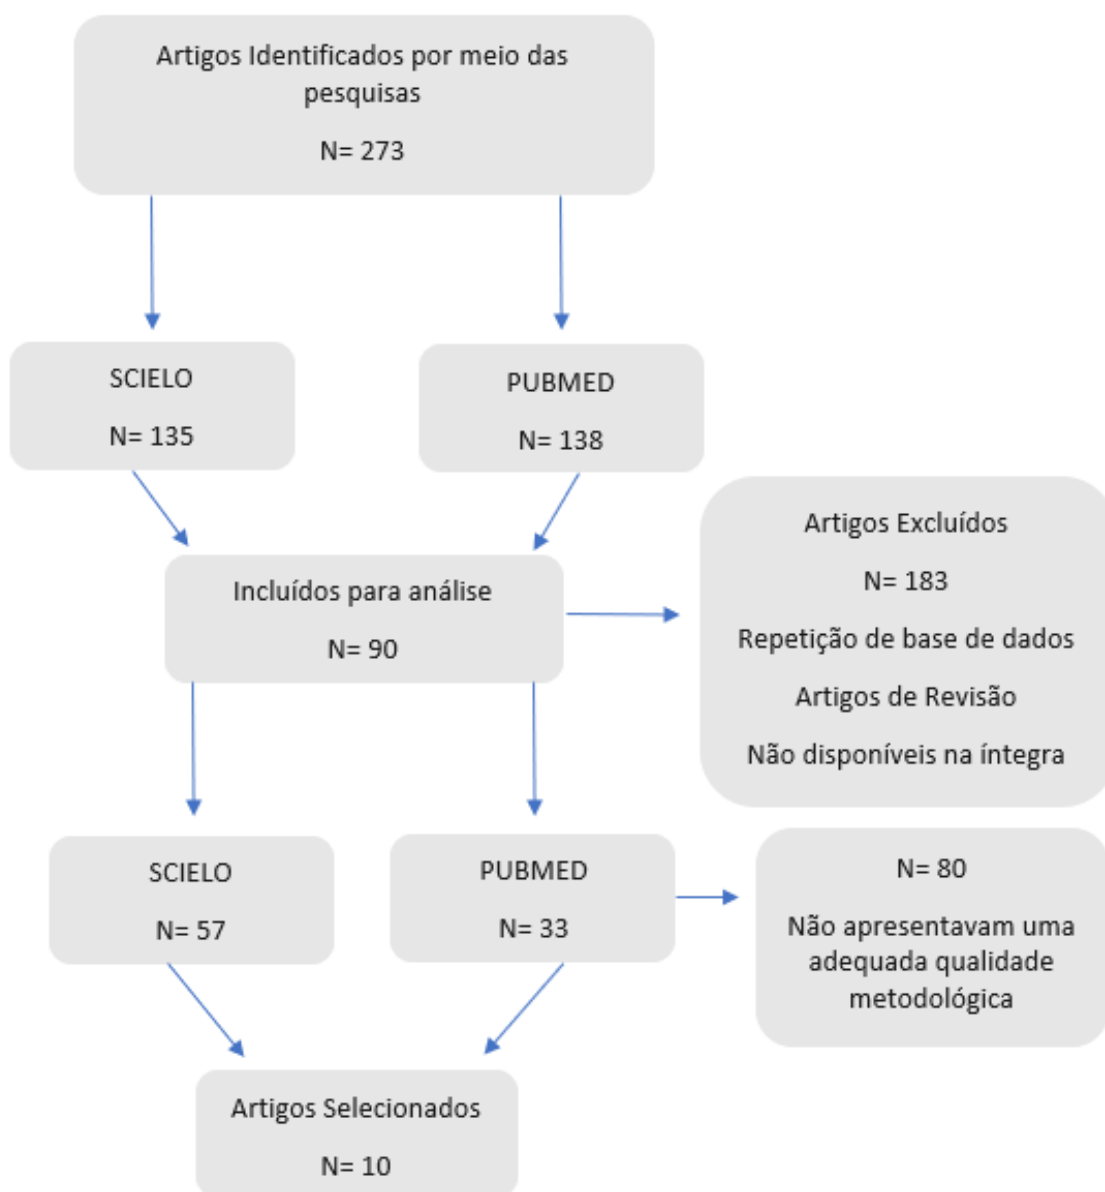 Artigos Identificados por meio das
pesquisas
N= 273
SCIELO
N= 135
PUBMED
N= 138
Incluídos para análise
N= 90
Artigos Excluídos
N= 183
Repetição de base de dados
Artigos de Revisão
Não disponíveis na íntegra
SCIELO
N= 57
PUBMED
N= 33
N= 80
Não apresentavam uma
adequada qualidade
metodológica
Artigos Selecionados
N= 10